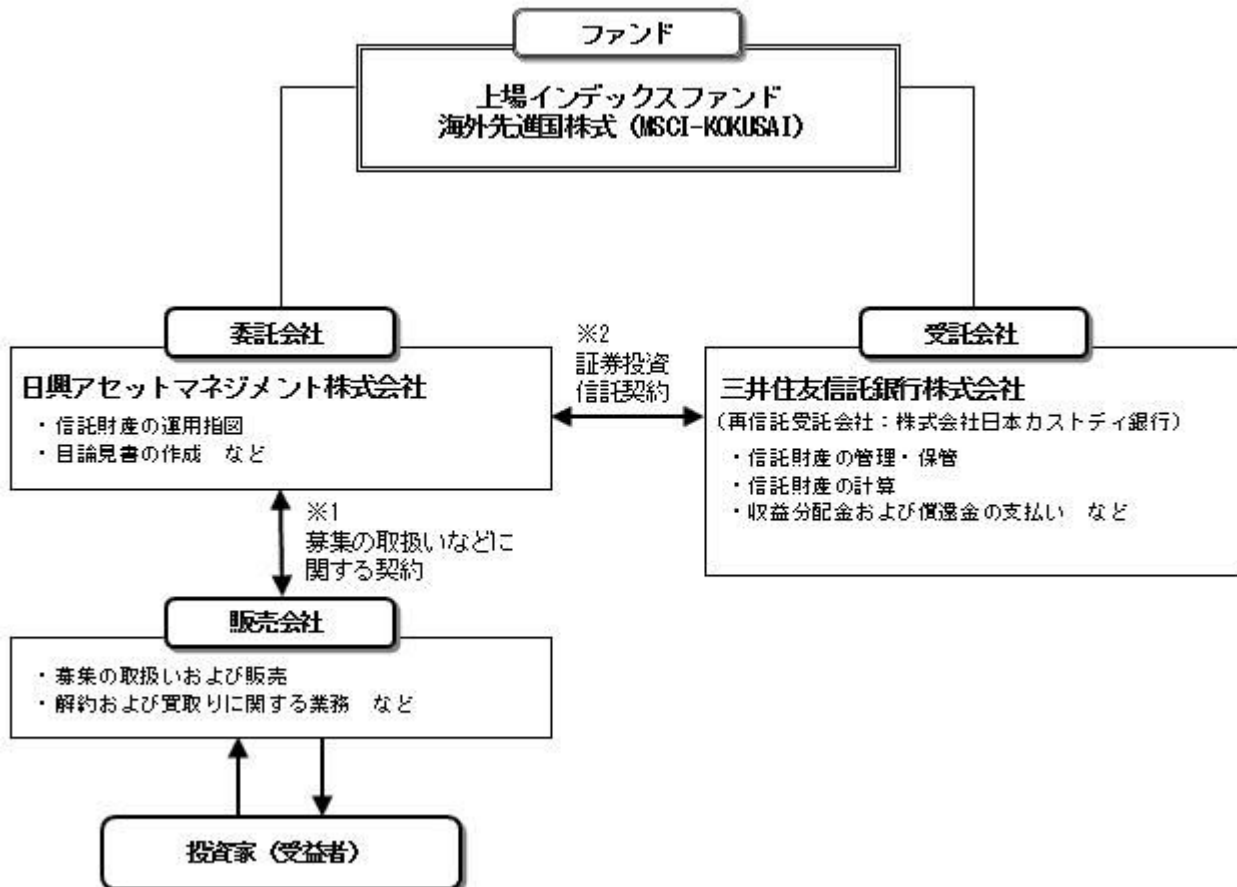 ファンド
上場インデックスファンド
海外先進国株式（MSCI-KOKUSAI）
委託会社
日興アセットマネジメント株式会社
・信託財産の運用指図
・目論見書の作成　など
※2
証券投資
信託契約
受託会社
三井住友信託銀行株式会社
（再信託受託会社：株式会社日本カストディ銀行）
・信託財産の管理・保管
・信託財産の計算
・収益分配金および償還金の支払い　など
※1
募集の取扱いなどに
関する契約
販売会社
・募集の取扱いおよび販売
・解約および買取りに関する業務　など
投資家（受益者）